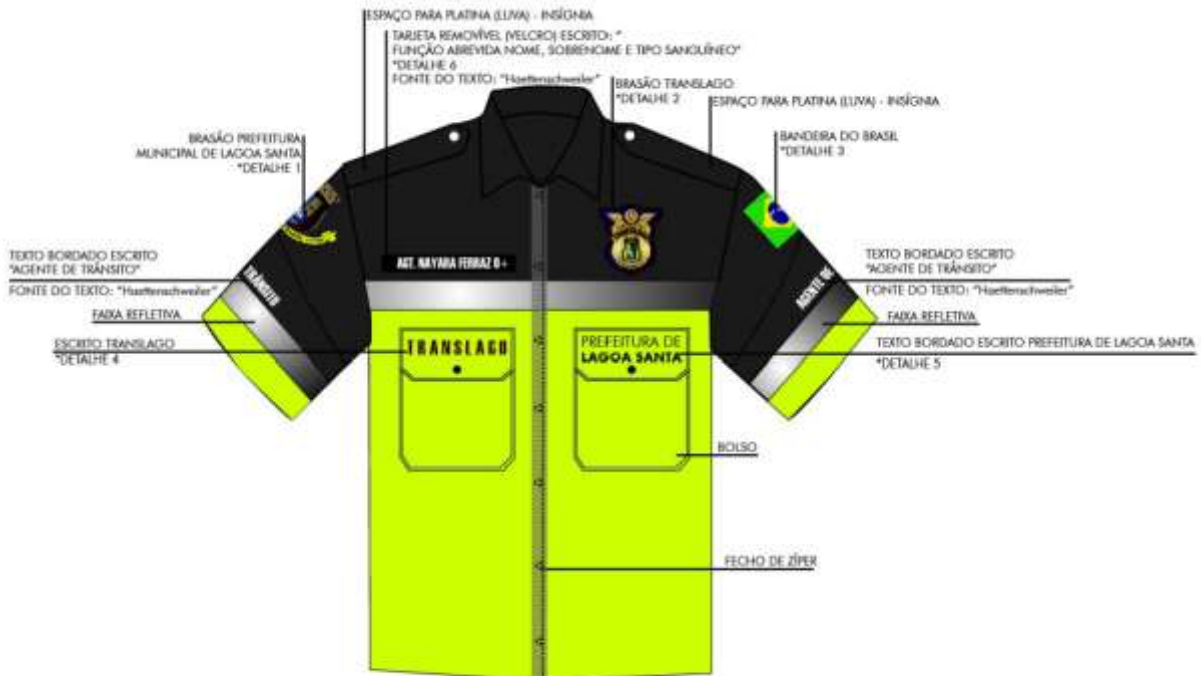 ESPAÇO PARA PLATINA (LUVA) - INSÍGNIA
TARJETA REMOVÍVEL (VELCRO) ESCRITO: "
FUNÇÃO ABREVIDA NOME, SOBRENOME E TIPO SANGUÍNEO"
*DETALHE 6
FONTE DO TEXTO: "Haettenschweiler"
BRASÃO TRANSLAGO
*DETALHE 2
ESPAÇO PARA PLATINA (LUVA) - INSÍGNIA
BRASÃO PREFEITURA
MUNICIPAL DE LAGOA SANTA
*DETALHE 1
BANDEIRA DO BRASIL
*DETALHE 3
TEXTO BORDADO ESCRITO
"AGENTE DE TRÂNSITO"
FONTE DO TEXTO: "Haettenschweiler"
FAIXA REFLETIVA
TRÂNSITO
AGT. NAYARA FERRAZ O+
AGENTE DE
TEXTO BORDADO ESCRITO
"AGENTE DE TRÂNSITO"
FONTE DO TEXTO: "Haettenschweiler"
FAIXA REFLETIVA
ESCRITO TRANSLAGO
*DETALHE 4
TRANSLAGO
PREFEITURA DE
LAGOA SANTA
TEXTO BORDADO ESCRITO PREFEITURA DE LAGOA SANTA
*DETALHE 5
BOLSO
FECHO DE ZÍPER